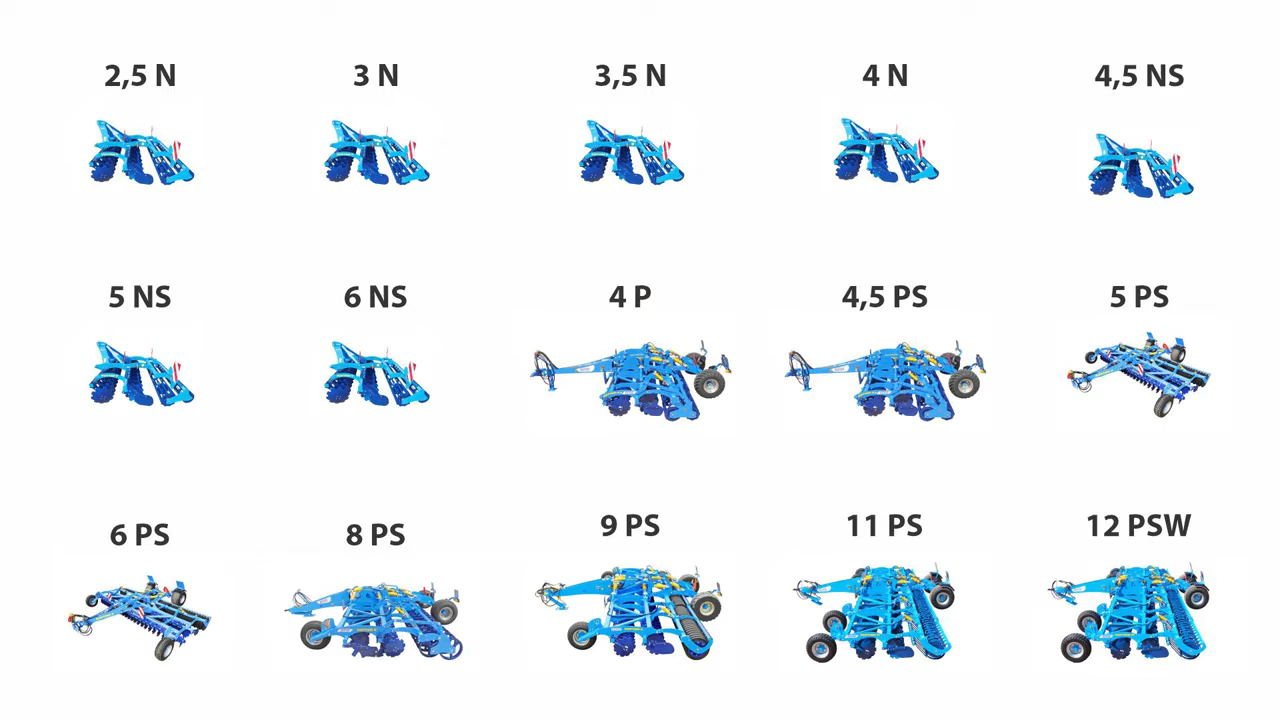 2,5 N
3 N
3,5 N
4 N
4,5 NS
5 NS
6 NS
4 P
4,5 PS
5 PS
6 PS
8 PS
9 PS
11 PS
12 PSW